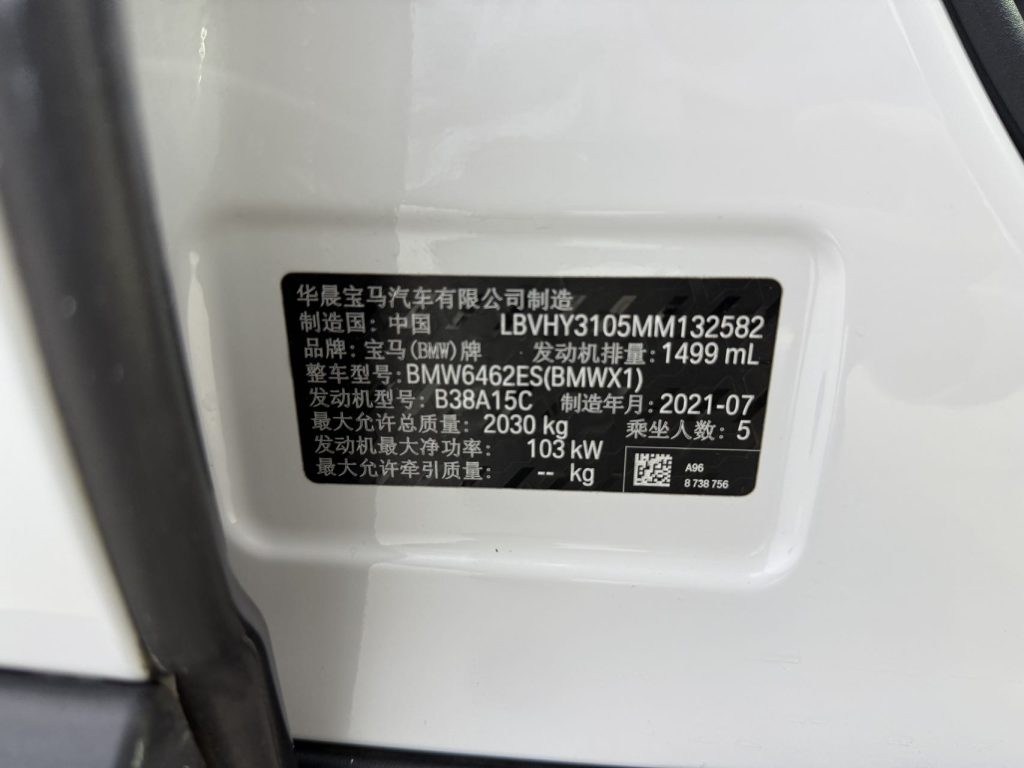 华晨宝马汽车有限公司制造
制造国：中国 LBVHY3105MM132582
品牌：宝马(BMW)牌 发动机排量：1499 mL
整车型号：BMW6462ES(BMWX1)
发动机型号：B38A15C 制造年月：2021-07
最大允许总质量：2030 kg 乘坐人数：5
发动机最大净功率：103 kW
最大允许牵引质量：-- kg
A96
8 738 756